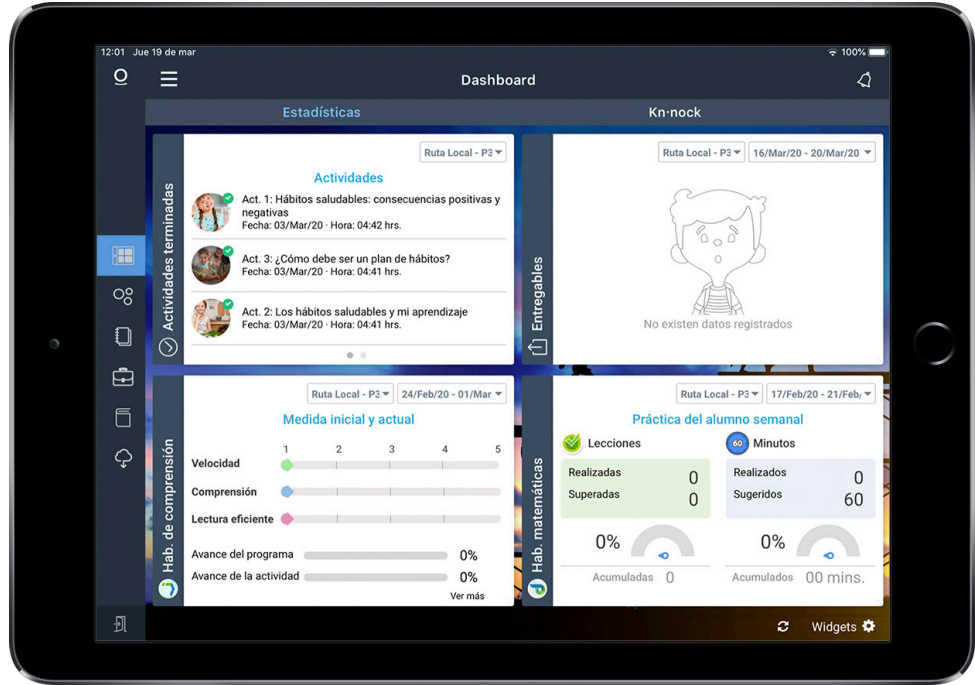 12:01 Jue 19 de mar
100%
Dashboard
Estadísticas
Kn·nock
Actividades terminadas
Ruta Local - P3
Actividades
Act. 1: Hábitos saludables: consecuencias positivas y
negativas
Fecha: 03/Mar/20 · Hora: 04:42 hrs.
Act. 3: ¿Cómo debe ser un plan de hábitos?
Fecha: 03/Mar/20 · Hora: 04:41 hrs.
Act. 2: Los hábitos saludables y mi aprendizaje
Fecha: 03/Mar/20 · Hora: 04:41 hrs.
Entregables
Ruta Local - P3
16/Mar/20 - 20/Mar/20
No existen datos registrados
Hab. de comprensión
Ruta Local - P3
24/Feb/20 - 01/Mar.
Medida inicial y actual
1 2 3 4 5
Velocidad
Comprensión
Lectura eficiente
Avance del programa 0%
Avance de la actividad 0%
Ver más
Hab. matemáticas
Ruta Local - P3
17/Feb/20 - 21/Feb/
Práctica del alumno semanal
Lecciones
Realizadas 0
Superadas 0
0%
Acumuladas 0
60 Minutos
Realizados 0
Sugeridos 60
0%
Acumulados 00 mins.
Widgets